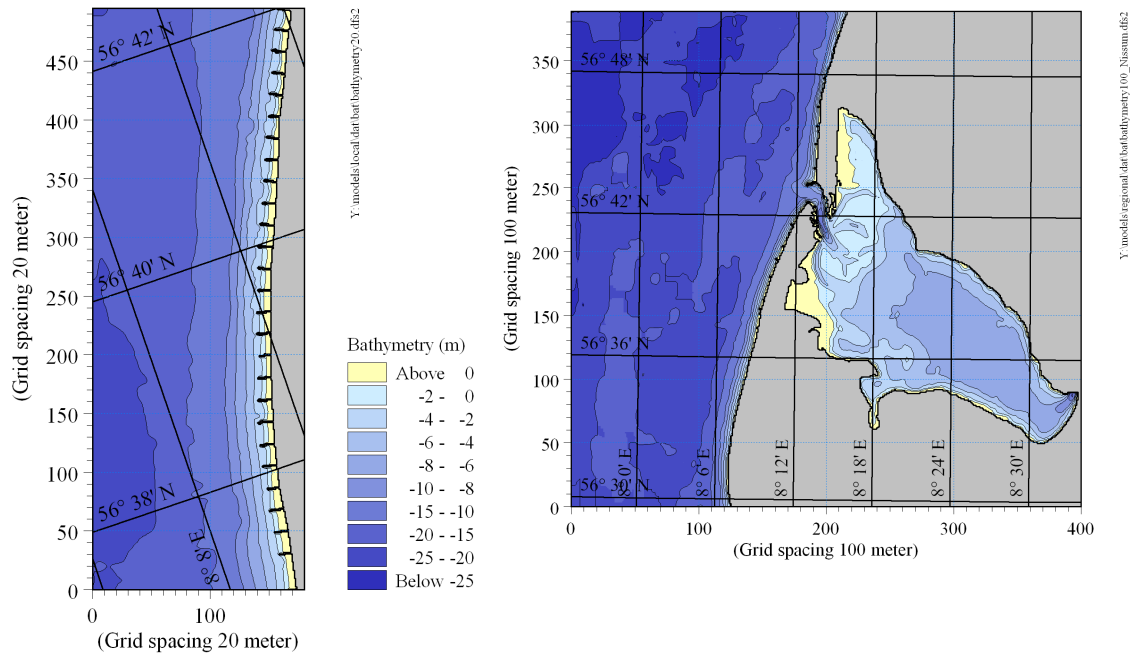 450
400
350
300
250
200
150
100
50
0
0
100
((Grid spacing 20 meter)
(Grid spacing 20 meter)
56° 42' N
56° 40' N
56° 38' N
8° 8'E
Y:\models\local\dat\bat\bathymetry20.dfs2
Bathymetry (m)
Above 0
-2 - 0
-4 - -2
-6 - -4
-8 - -6
-10 - -8
-15 - -10
-20 - -15
-25 - -20
Below -25
350
300
250
200
150
100
50
0
0
100
200
300
400
((Grid spacing 100 meter)
(Grid spacing 100 meter)
56° 48' N
56° 42' N
56° 36' N
56° 30' N
8° 0' E
8° 6' E
8° 12' E
8° 18' E
8° 24' E
8° 30' E
Y:\models\regional\dat\bat\bathymetry100_Nissum.dfs2